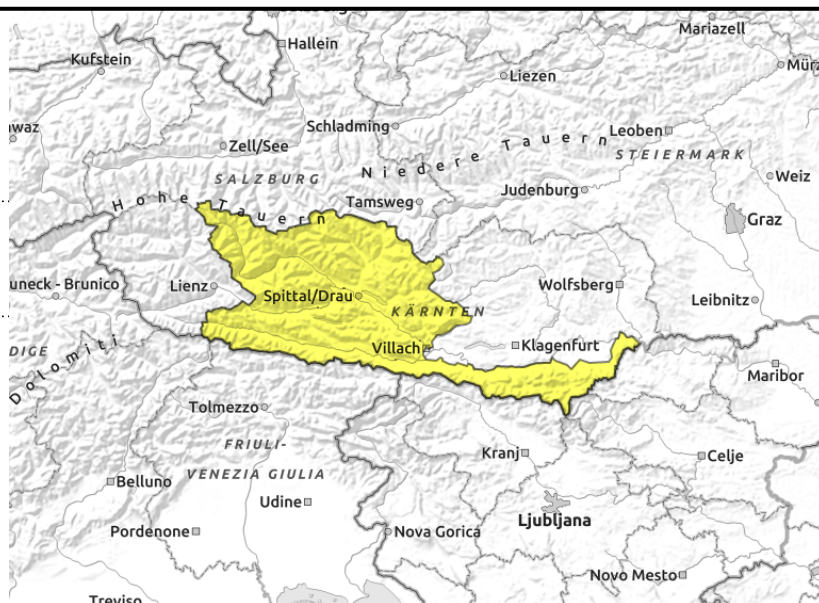 Hallein
Mariazell
Kufstein
Liezen
Mürz
waz
Schladming
Leoben
Zell/See
Niedere Tauern
STEIERMARK
SALZBURG
Weiz
Judenburg
Hohe Tauern
Tamsweg
Graz
uneck - Brunico
Lienz
Spittal/Drau
Wolfsberg
Leibnitz
KÄRNTEN
Villach
Klagenfurt
DIGE
Dolomiti
Maribor
Tolmezzo
FRIULI-
VENEZIA GIULIA
Kranj
Celje
Belluno
Udine
Ljubljana
Pordenone
Nova Gorica
Novo Mesto
Treviso